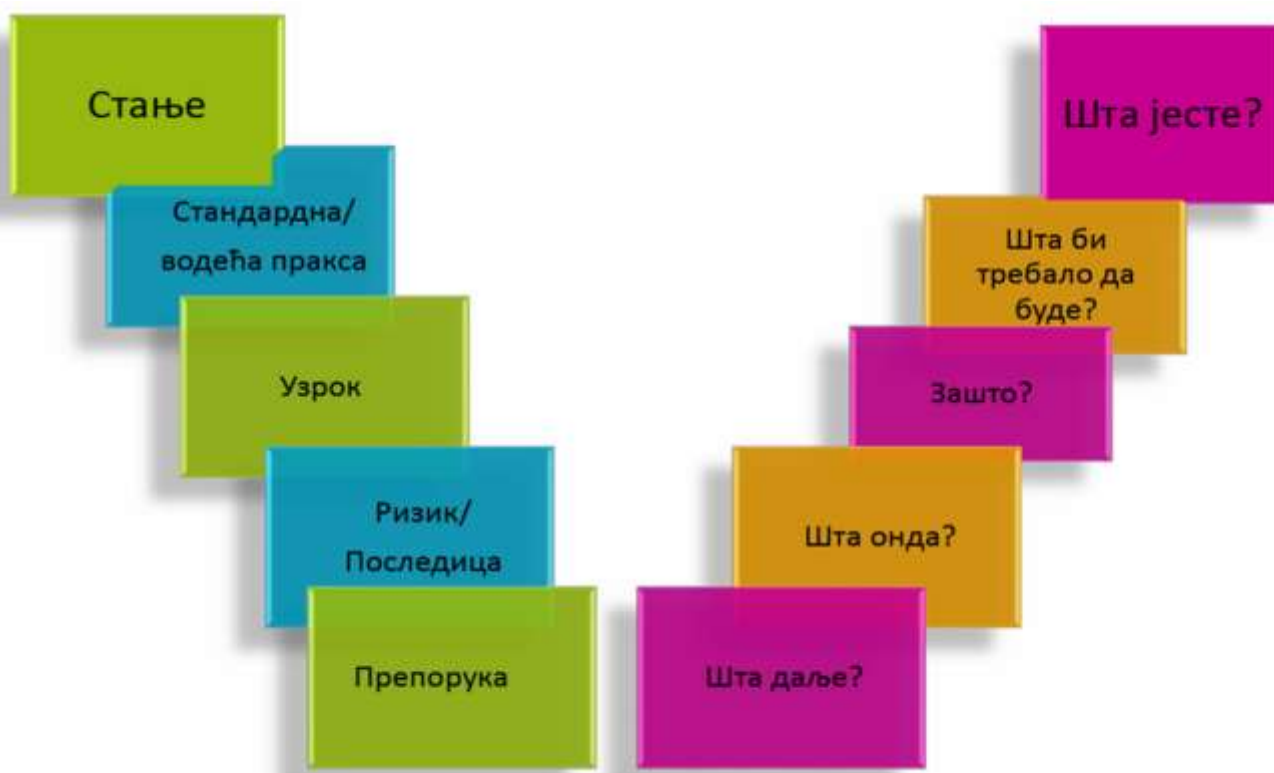 Стање
Стандардна/
водећа пракса
Узрок
Ризик/
Последица
Препорука
Шта јесте?
Шта би
требало да
буде?
Зашто?
Шта онда?
Шта даље?